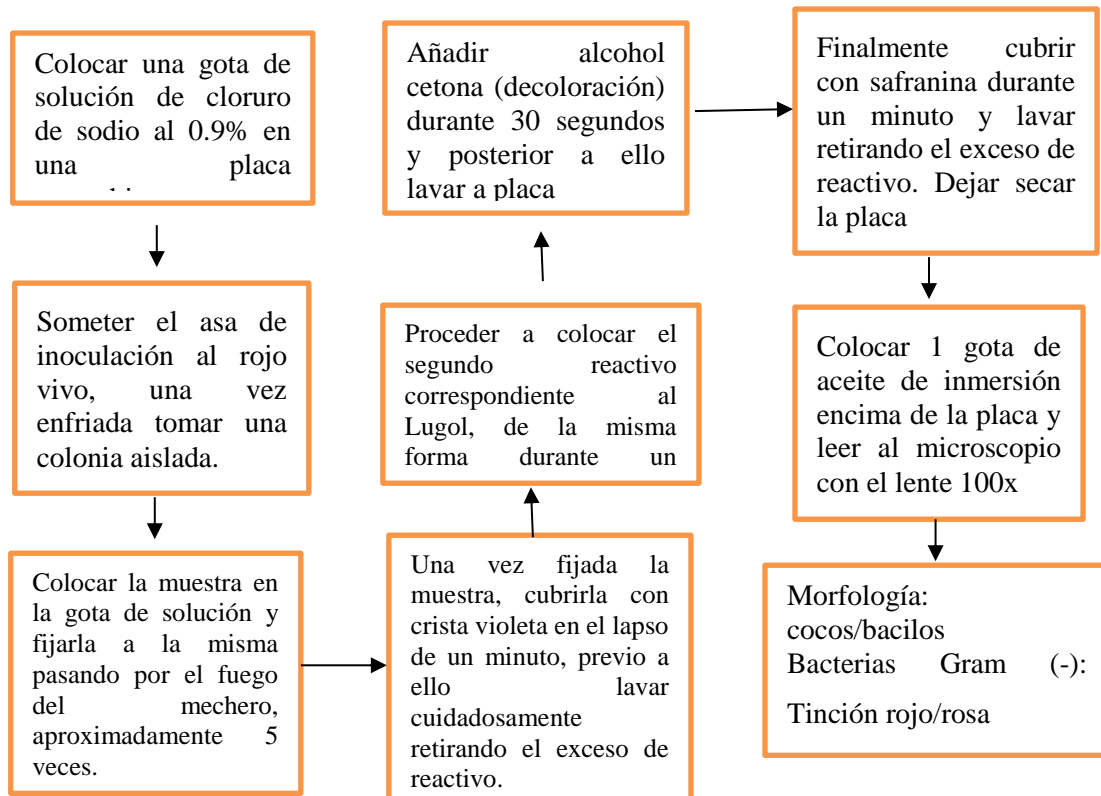 Colocar una gota de
solución de cloruro
de sodio al 0.9% en
una placa
Someter el asa de
inoculación al rojo
vivo, una vez
enfriada tomar una
colonia aislada.
Colocar la muestra en
la gota de solución y
fijarla a la misma
pasando por el fuego
del mechero,
aproximadamente 5
veces.
Una vez fijada la
muestra, cubrirla con
crista violeta en el lapso
de un minuto, previo a
ello lavar
cuidadosamente
retirando el exceso de
reactivo.
Proceder a colocar el
segundo reactivo
correspondiente al
Lugol, de la misma
forma durante un
Añadir alcohol
cetona (decoloración)
durante 30 segundos
y posterior a ello
lavar a placa
Finalmente cubrir
con safranina durante
un minuto y lavar
retirando el exceso de
reactivo. Dejar secar
la placa
Colocar 1 gota de
aceite de inmersión
encima de la placa y
leer al microscopio
con el lente 100x
Morfología:
cocos/bacilos
Bacterias Gram (-):
Tinción rojo/rosa